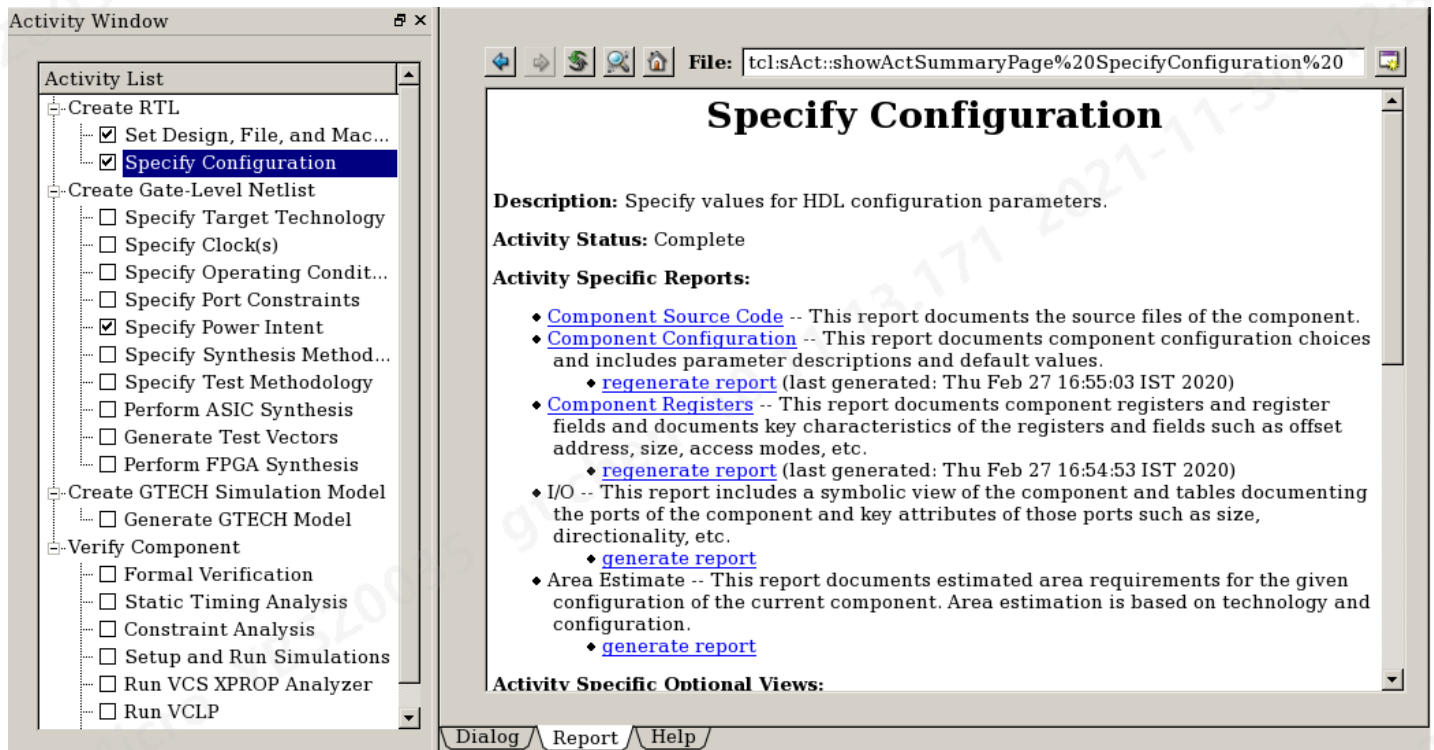 Activity Window
Activity List
Create RTL
Set Design, File, and Mac...
Specify Configuration
Create Gate-Level Netlist
Specify Target Technology
Specify Clock(s)
Specify Operating Condit...
Specify Port Constraints
Specify Power Intent
Specify Synthesis Method...
Specify Test Methodology
Perform ASIC Synthesis
Generate Test Vectors
Perform FPGA Synthesis
Create GTECH Simulation Model
Generate GTECH Model
Verify Component
Formal Verification
Static Timing Analysis
Constraint Analysis
Setup and Run Simulations
Run VCS XPROP Analyzer
Run VCLP
File: tcl:sAct::showActSummaryPage%20SpecifyConfiguration%20
Specify Configuration
Description: Specify values for HDL configuration parameters.
Activity Status: Complete
Activity Specific Reports:
Component Source Code -- This report documents the source files of the component.
Component Configuration -- This report documents component configuration choices
and includes parameter descriptions and default values.
regenerate report (last generated: Thu Feb 27 16:55:03 IST 2020)
Component Registers -- This report documents component registers and register
fields and documents key characteristics of the registers and fields such as offset
address, size, access modes, etc.
regenerate report (last generated: Thu Feb 27 16:54:53 IST 2020)
I/O -- This report includes a symbolic view of the component and tables documenting
the ports of the component and key attributes of those ports such as size,
directionality, etc.
generate report
Area Estimate -- This report documents estimated area requirements for the given
configuration of the current component. Area estimation is based on technology and
configuration.
generate report
Activity Specific Optional Views:
Dialog Report Help